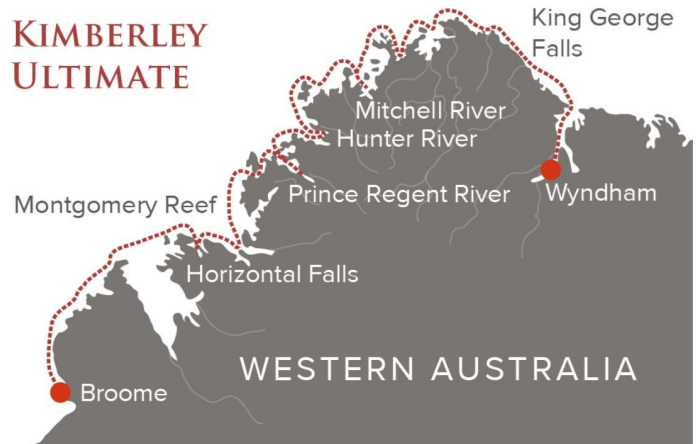 KIMBERLEY
ULTIMATE
King George
Falls
Mitchell River
Hunter River
Prince Regent River
Wyndham
Montgomery Reef
Horizontal Falls
WESTERN AUSTRALIA
Broome